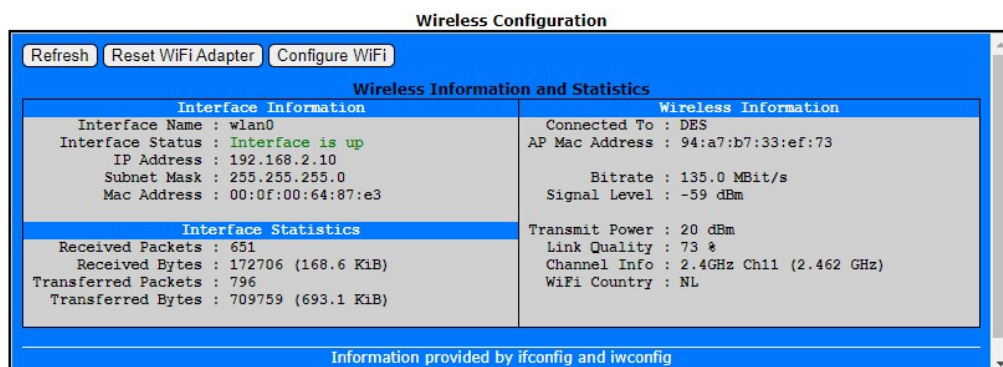 Wireless Configuration
Refresh Reset WiFi Adapter Configure WiFi
Wireless Information and Statistics
Interface Information
Interface Name : wlan0
Interface Status : Interface is up
IP Address : 192.168.2.10
Subnet Mask : 255.255.255.0
Mac Address : 00:0f:00:64:87:e3
Interface Statistics
Received Packets : 651
Received Bytes : 172706 (168.6 KiB)
Transferred Packets : 796
Transferred Bytes : 709759 (693.1 KiB)
Wireless Information
Connected To : DES
AP Mac Address : 94:a7:b7:33:ef:73
Bitrate : 135.0 MBit/s
Signal Level : -59 dBm
Transmit Power : 20 dBm
Link Quality : 73 %
Channel Info : 2.4GHz Ch11 (2.462 GHz)
WiFi Country : NL
Information provided by ifconfig and iwconfig